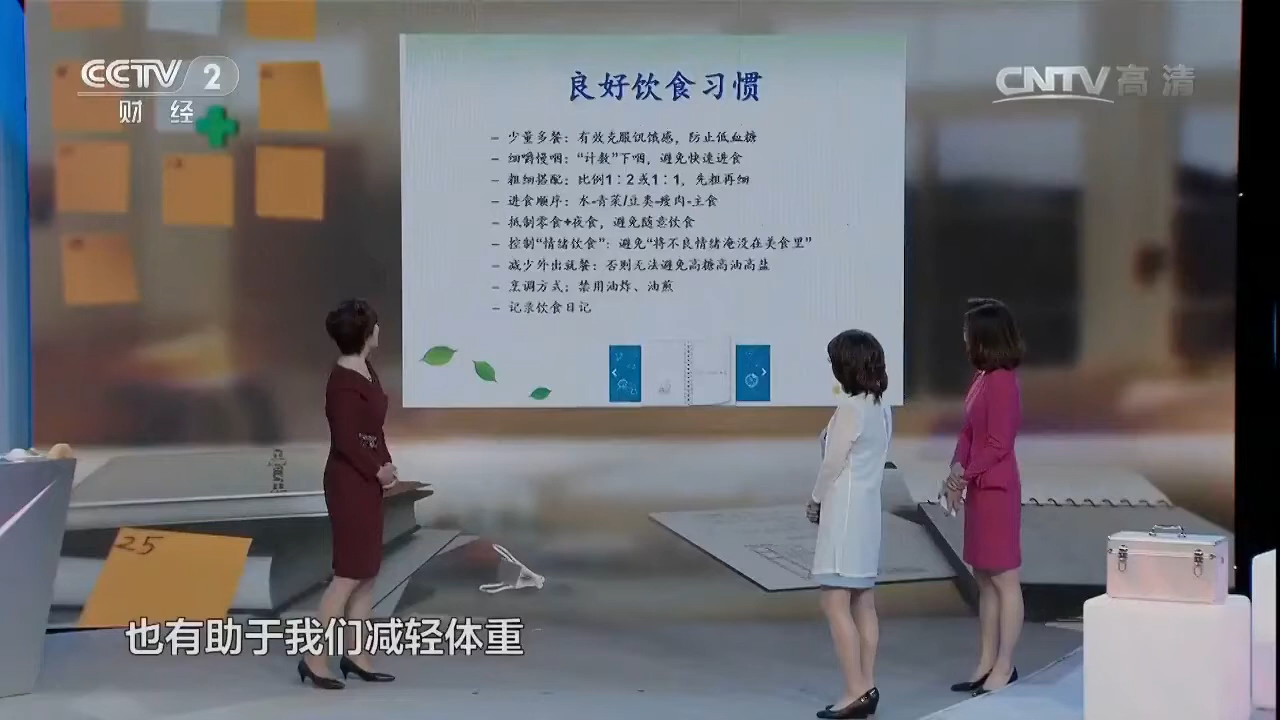 CCTV 2
财 经
CNTV高清
良好饮食习惯
– 少量多餐：有效克服饥饿感，防止低血糖
– 细嚼慢咽：“计数”下咽，避免快速进食
– 粗细搭配：比例1：2或1：1，先粗再细
– 进食顺序：水-青菜/豆类-瘦肉-主食
– 抵制零食+夜食，避免随意饮食
– 控制“情绪饮食”：避免“将不良情绪淹没在美食里”
– 减少外出就餐：否则无法避免高糖高油高盐
– 烹调方式：禁用油炸、油煎
– 记录饮食日记
25
也有助于我们减轻体重